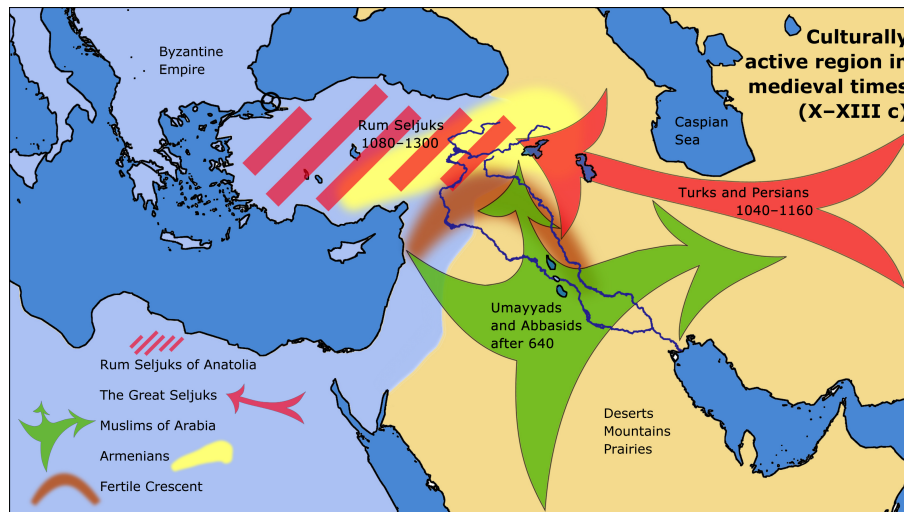 Byzantine
Empire
Culturally
active region in
medieval times
(X–XIII c)
Rum Seljuks
1080–1300
Caspian
Sea
Turks and Persians
1040–1160
Umayyads
and Abbasids
after 640
Deserts
Mountains
Prairies
Rum Seljuks of Anatolia
The Great Seljuks
Muslims of Arabia
Armenians
Fertile Crescent